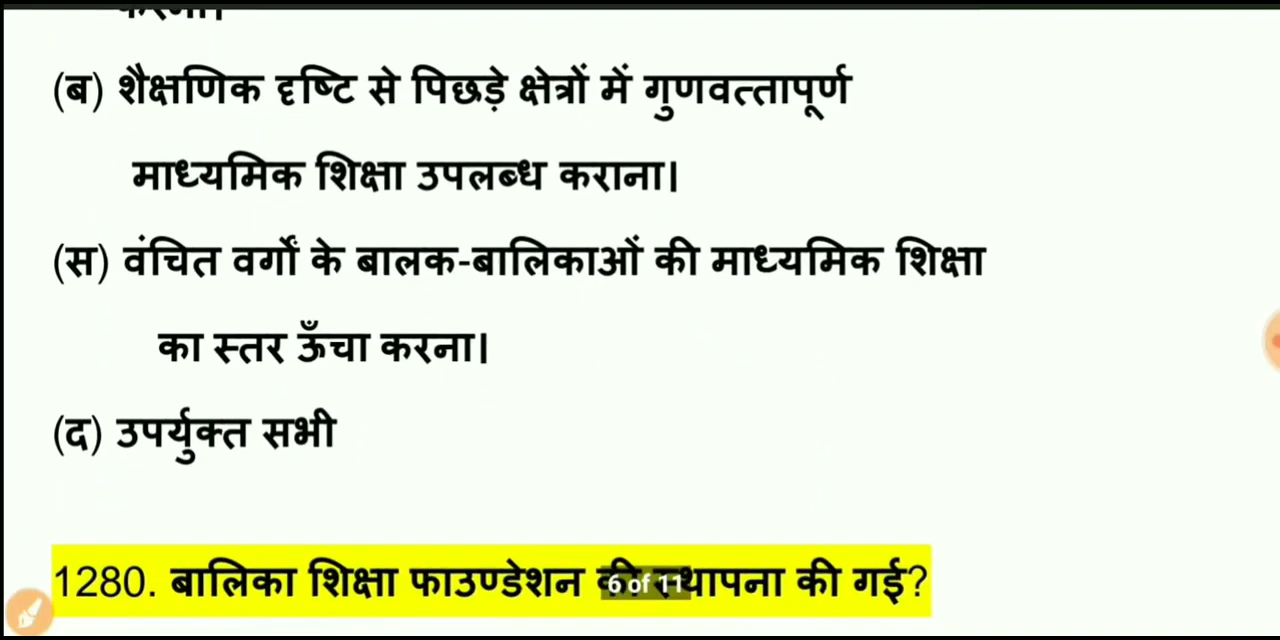 (ब) शैक्षणिक दृष्टि से पिछड़े क्षेत्रों में गुणवत्तापूर्ण
माध्यमिक शिक्षा उपलब्ध कराना।
(स) वंचित वर्गों के बालक-बालिकाओं की माध्यमिक शिक्षा
का स्तर ऊँचा करना।
(द) उपर्युक्त सभी
1280. बालिका शिक्षा फाउण्डेशन की स्थापना की गई?
6 of 11